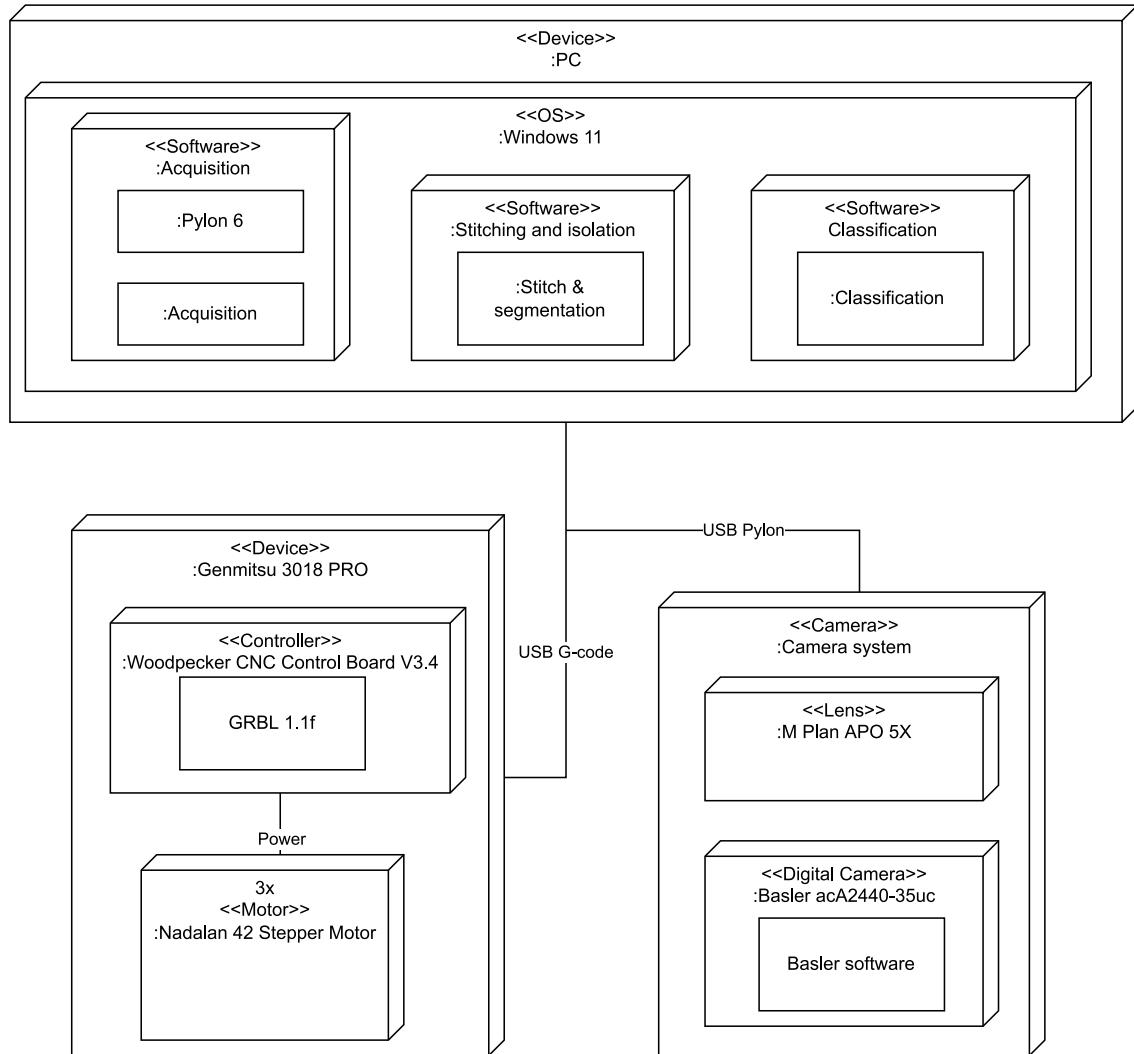 <<Device>>
:PC
<<OS>>
:Windows 11
<<Software>>
:Acquisition
:Pylon 6
:Acquisition
<<Software>>
:Stitching and isolation
:Stitch &
segmentation
<<Software>>
Classification
:Classification
USB Pylon
<<Device>>
:Genmitsu 3018 PRO
<<Controller>>
:Woodpecker CNC Control Board V3.4
GRBL 1.1f
USB G-code
Power
3x
<<Motor>>
:Nadalan 42 Stepper Motor
<<Camera>>
:Camera system
<<Lens>>
:M Plan APO 5X
<<Digital Camera>>
:Basler acA2440-35uc
Basler software